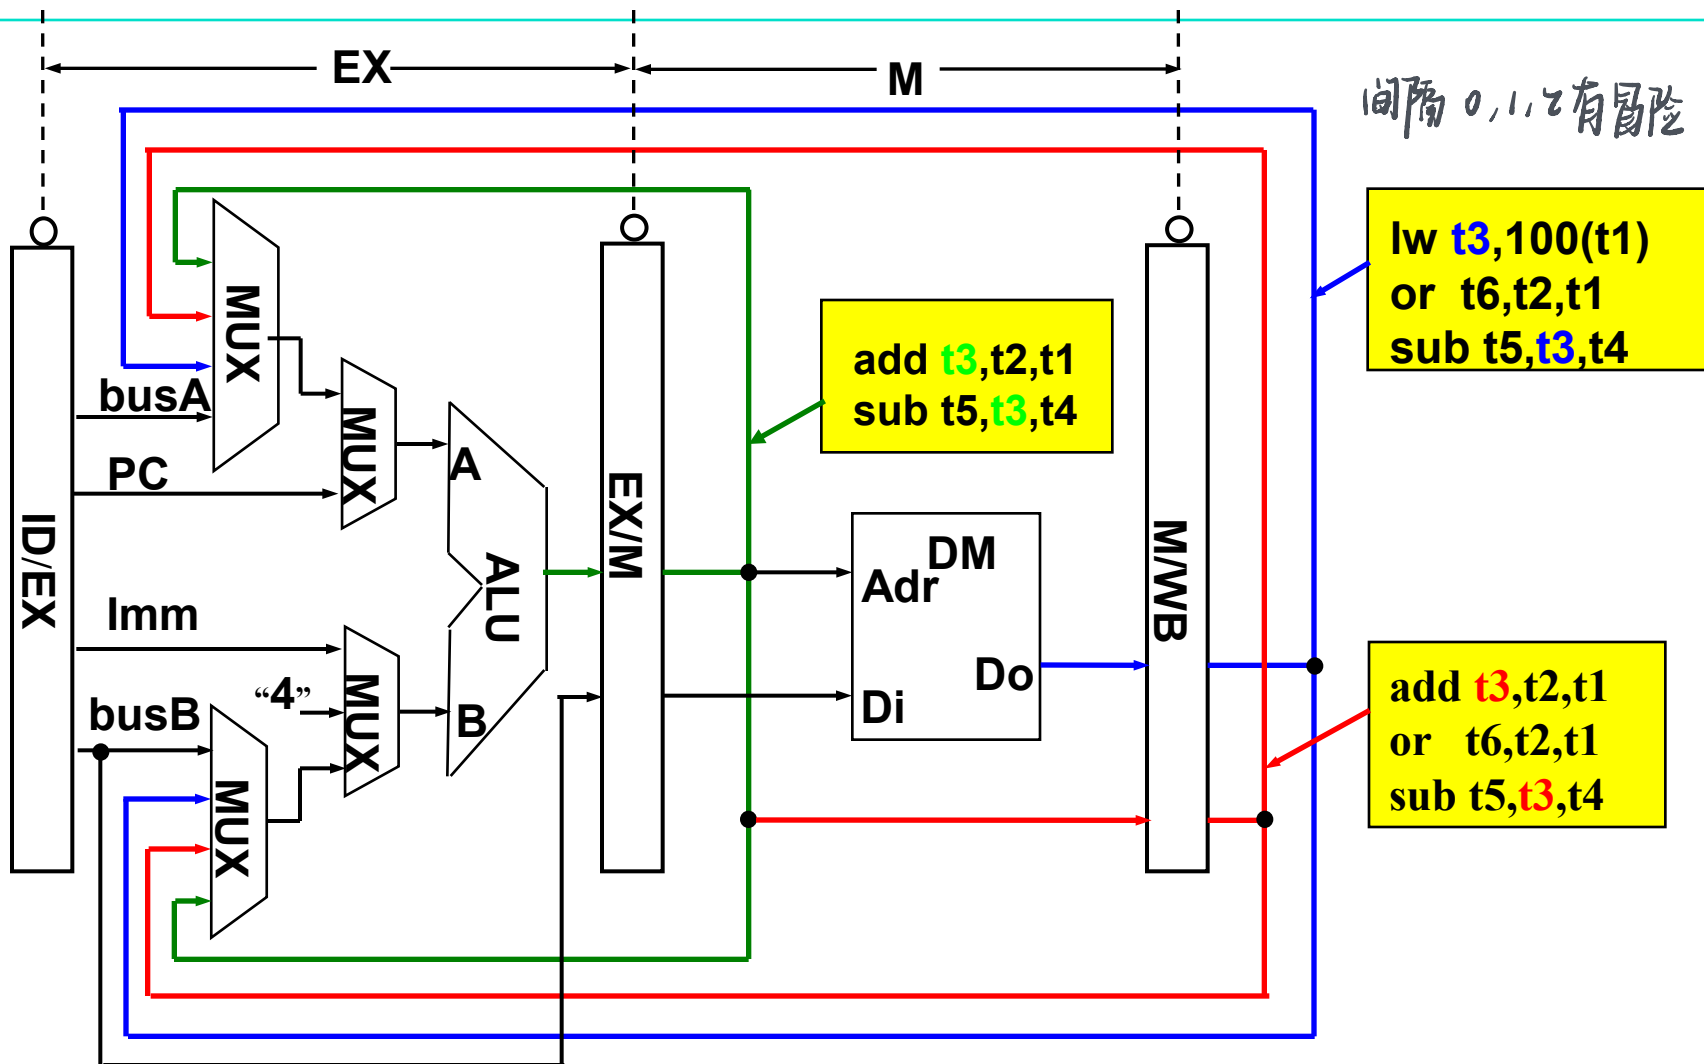 EX
M
间隔 0,1,2有冒险
lw t3,100(t1)
or t6,t2,t1
sub t5,t3,t4
add t3,t2,t1
sub t5,t3,t4
MUX
busA
MUX
PC
A
ID/EX
EX/M
ALU
DM
Adr
M/WB
Imm
Do
“4”
MUX
busB
B
Di
MUX
add t3,t2,t1
or t6,t2,t1
sub t5,t3,t4